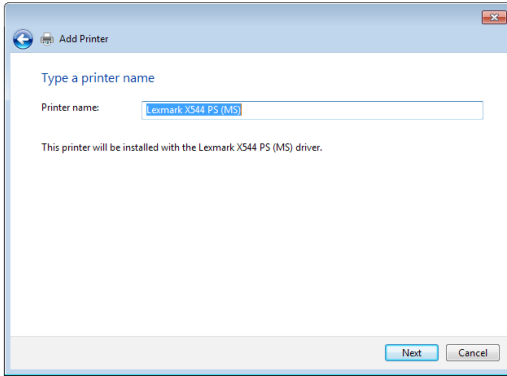 Add Printer
Type a printer name
Printer name: Lexmark X544 PS (MS)
This printer will be installed with the Lexmark X544 PS (MS) driver.
Next Cancel